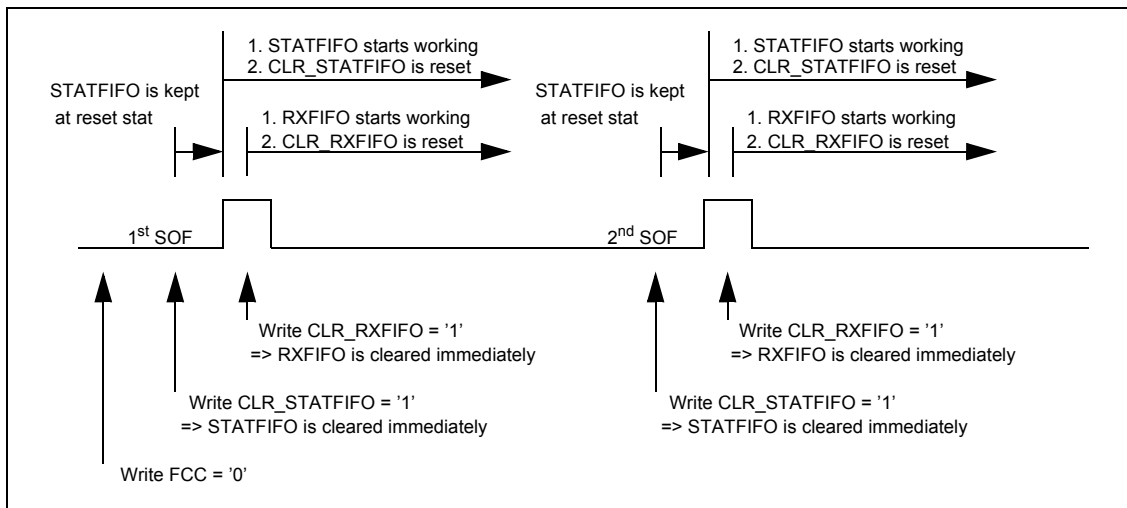 1. STATFIFO starts working
2. CLR_STATFIFO is reset
STATFIFO is kept
at reset stat
1. RXFIFO starts working
2. CLR_RXFIFO is reset
1. STATFIFO starts working
2. CLR_STATFIFO is reset
STATFIFO is kept
at reset stat
1. RXFIFO starts working
2. CLR_RXFIFO is reset
1st SOF
2nd SOF
Write CLR_RXFIFO = ’1’
=> RXFIFO is cleared immediately
Write CLR_RXFIFO = ’1’
=> RXFIFO is cleared immediately
Write CLR_STATFIFO = ’1’
=> STATFIFO is cleared immediately
Write CLR_STATFIFO = ’1’
=> STATFIFO is cleared immediately
Write FCC = ’0’